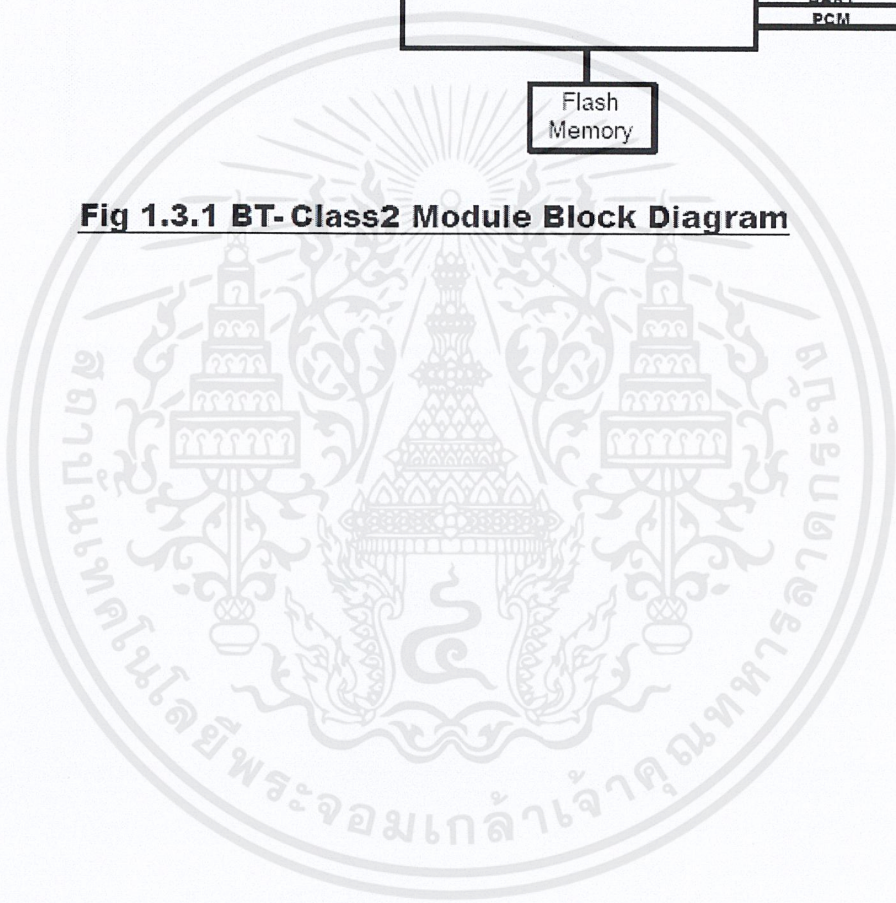 PCM
Flash
Memory
Fig 1.3.1 BT-Class2 Module Block Diagram
สถาบันเทคโนโลยีพระจอมเกล้าเจ้าคุณทหารลาดกระบัง